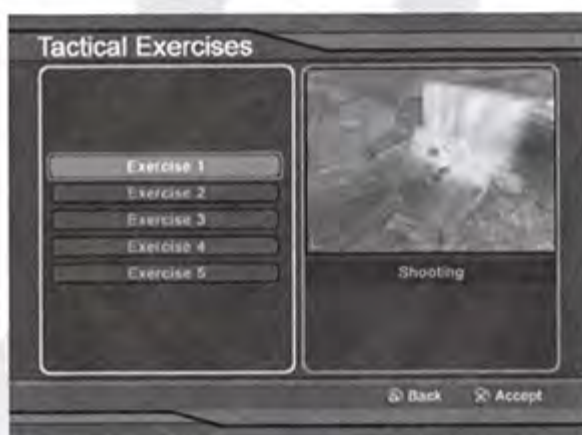 Tactical Exercises
Exercise 1
Exercise 2
Exercise 3
Exercise 4
Exercise 5
Shooting
Back Accept